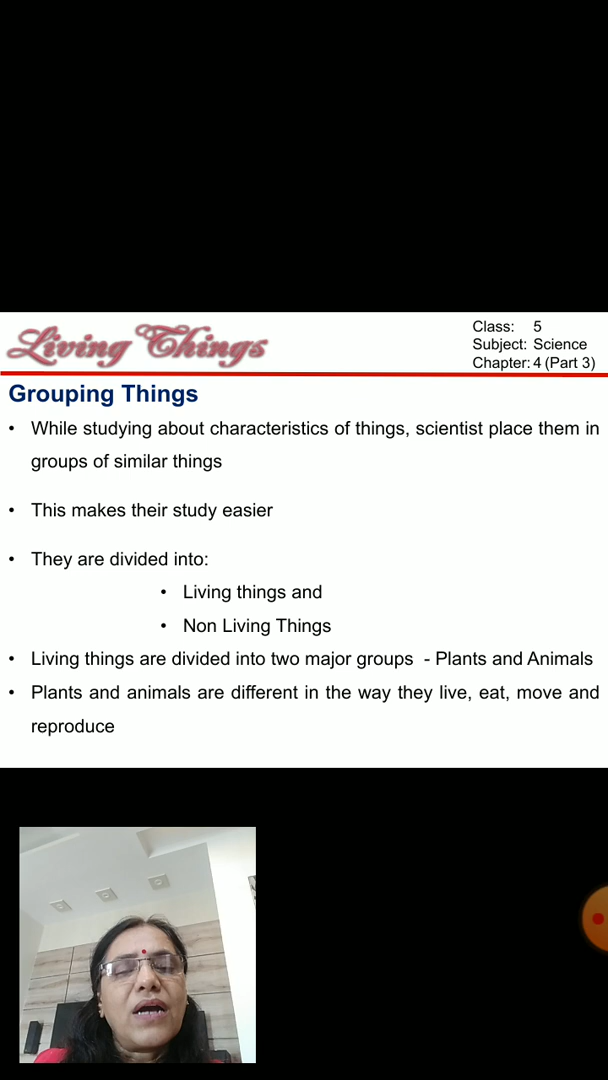 Living Things
Class: 5
Subject: Science
Chapter: 4 (Part 3)
Grouping Things
• While studying about characteristics of things, scientist place them in
groups of similar things
• This makes their study easier
• They are divided into:
• Living things and
• Non Living Things
• Living things are divided into two major groups - Plants and Animals
• Plants and animals are different in the way they live, eat, move and
reproduce